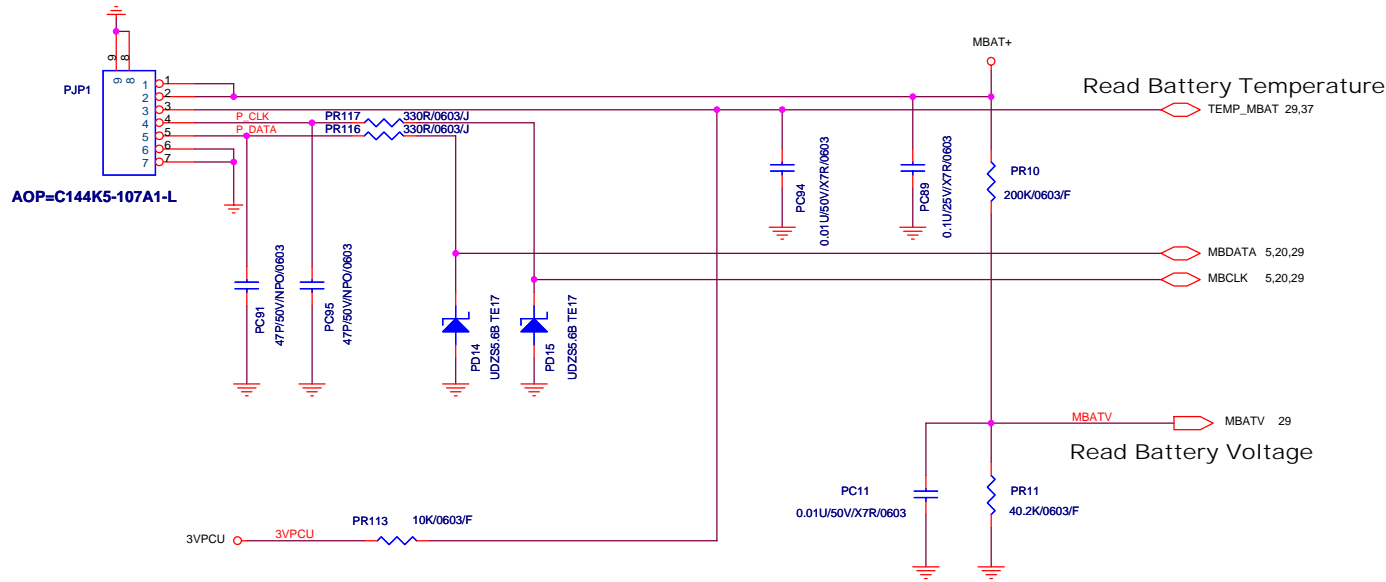 MBAT+
9
8
PJP1
9
8
1
1
2
2
3
3
4
4
5
5
6
6
7
7
P_CLK
P_DATA
PR117
330R/0603/J
PR116
330R/0603/J
AOP=C144K5-107A1-L
Read Battery Temperature
TEMP_MBAT 29,37
PC94
0.01U/50V/X7R/0603
PC89
0.1U/25V/X7R/0603
PR10
200K/0603/F
MBDATA 5,20,29
MBCLK 5,20,29
PC91
47P/50V/NPO/0603
PC95
47P/50V/NPO/0603
PD14
UDZS5.6B TE17
PD15
UDZS5.6B TE17
MBATV
MBATV 29
Read Battery Voltage
PC11
0.01U/50V/X7R/0603
PR11
40.2K/0603/F
3VPCU
3VPCU
PR113
10K/0603/F